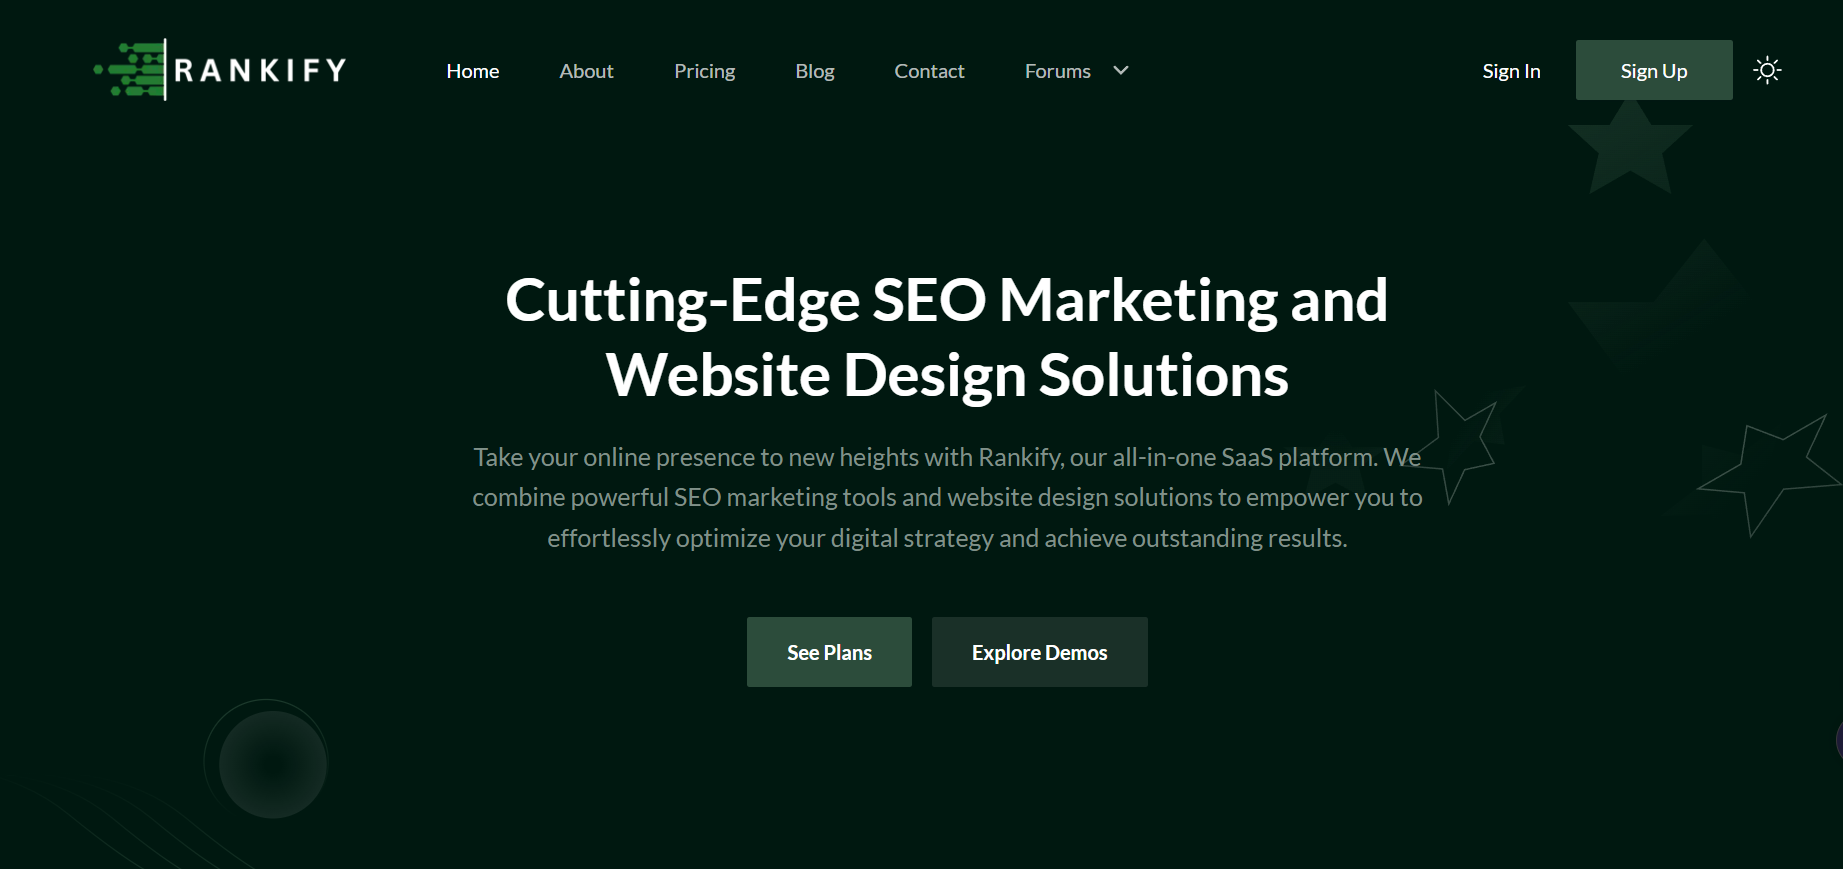 RANKIFY
Home About Pricing Blog Contact Forums Sign In Sign Up
Cutting-Edge SEO Marketing and
Website Design Solutions
Take your online presence to new heights with Rankify, our all-in-one SaaS platform. We
combine powerful SEO marketing tools and website design solutions to empower you to
effortlessly optimize your digital strategy and achieve outstanding results.
See Plans Explore Demos